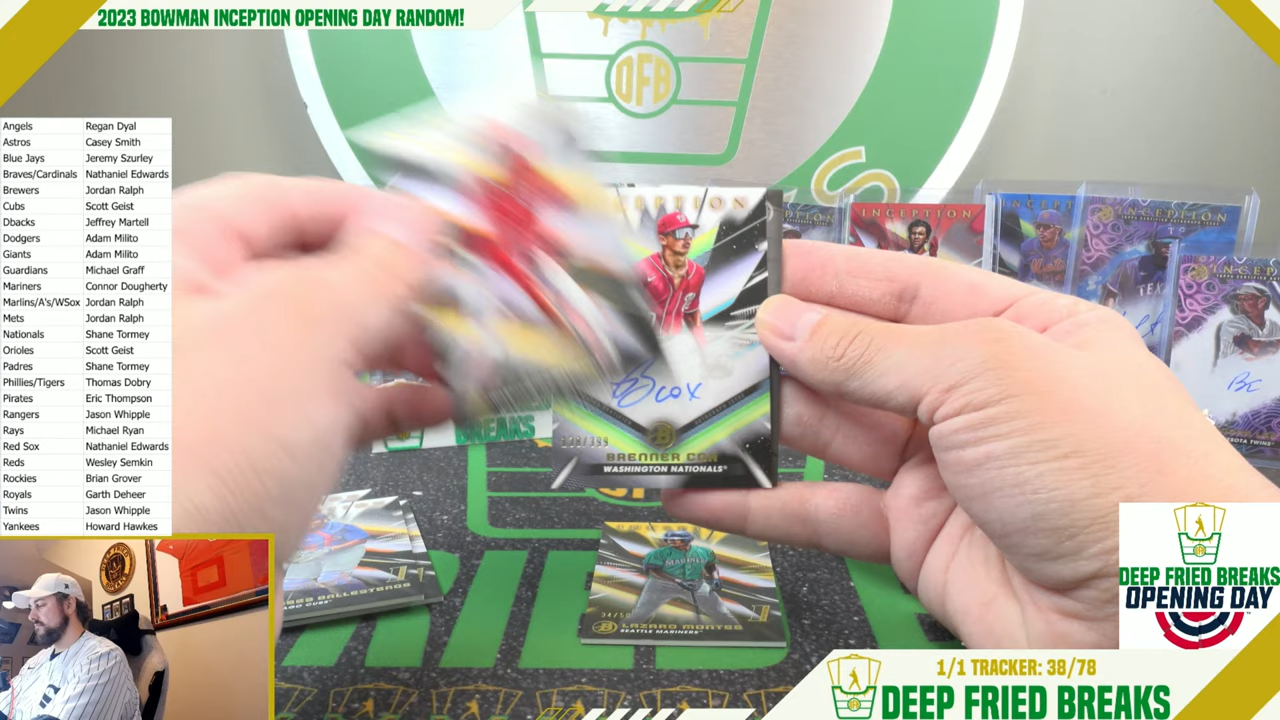 2023 BOWMAN INCEPTION OPENING DAY RANDOM!
DFB
Angels Regan Dyal
Astros Casey Smith
Blue Jays Jeremy Szurley
Braves/Cardinals Nathaniel Edwards
Brewers Jordan Ralph
Cubs Scott Geist
Dbacks Jeffrey Martell
Dodgers Adam Milito
Giants Adam Milito
Guardians Michael Graff
Mariners Connor Dougherty
Marlins/A's/WSox Jordan Ralph
Mets Jordan Ralph
Nationals Shane Tormey
Orioles Scott Geist
Padres Shane Tormey
Phillies/Tigers Thomas Dobry
Pirates Eric Thompson
Rangers Jason Whipple
Rays Michael Ryan
Red Sox Nathaniel Edwards
Reds Wesley Semkin
Rockies Brian Grover
Royals Garth Deheer
Twins Jason Whipple
Yankees Howard Hawkes
INCEPTION
BRENNER COX
WASHINGTON NATIONALS®
BREAKS
34/50
LAZARO MONTES
SEATTLE MARINERS®
DEEP FRIED BREAKS
OPENING DAY
1/1 TRACKER: 38/78
DEEP FRIED BREAKS